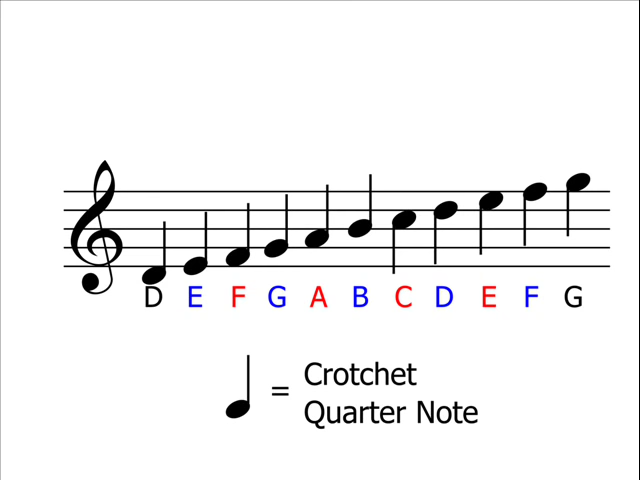 D E F G A B C D E F G
= Crotchet
Quarter Note